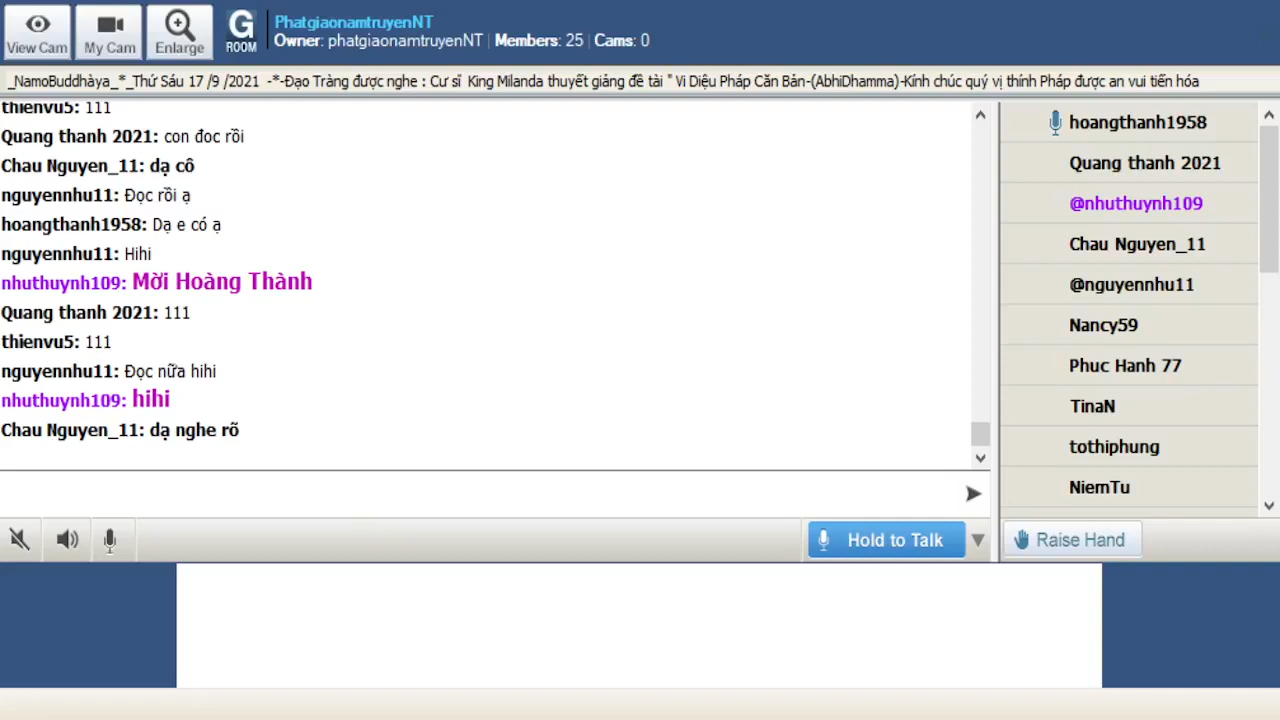 View Cam
My Cam
Enlarge
G
ROOM
PhatgiaonamtruyenNT
Owner: phatgiaonamtruyenNT | Members: 25 | Cams: 0
_NamoBuddhàya_*_Thứ Sáu 17 /9 /2021 -*-Đạo Tràng được nghe : Cư sĩ King Milanda thuyết giảng đề tài " Vi Diệu Pháp Căn Bản-(AbhiDhamma)-Kính chúc quý vị thính Pháp được an vui tiến hóa
thienvu5: 111
Quang thanh 2021: con đoc rồi
Chau Nguyen_11: dạ cô
nguyennhu11: Đọc rồi ạ
hoangthanh1958: Dạ e có ạ
nguyennhu11: Hihi
nhuthuynh109: Mời Hoàng Thành
Quang thanh 2021: 111
thienvu5: 111
nguyennhu11: Đọc nữa hihi
nhuthuynh109: hihi
Chau Nguyen_11: dạ nghe rõ
hoangthanh1958
Quang thanh 2021
@nhuthuynh109
Chau Nguyen_11
@nguyennhu11
Nancy59
Phuc Hanh 77
TinaN
tothiphung
NiemTu
Hold to Talk
Raise Hand